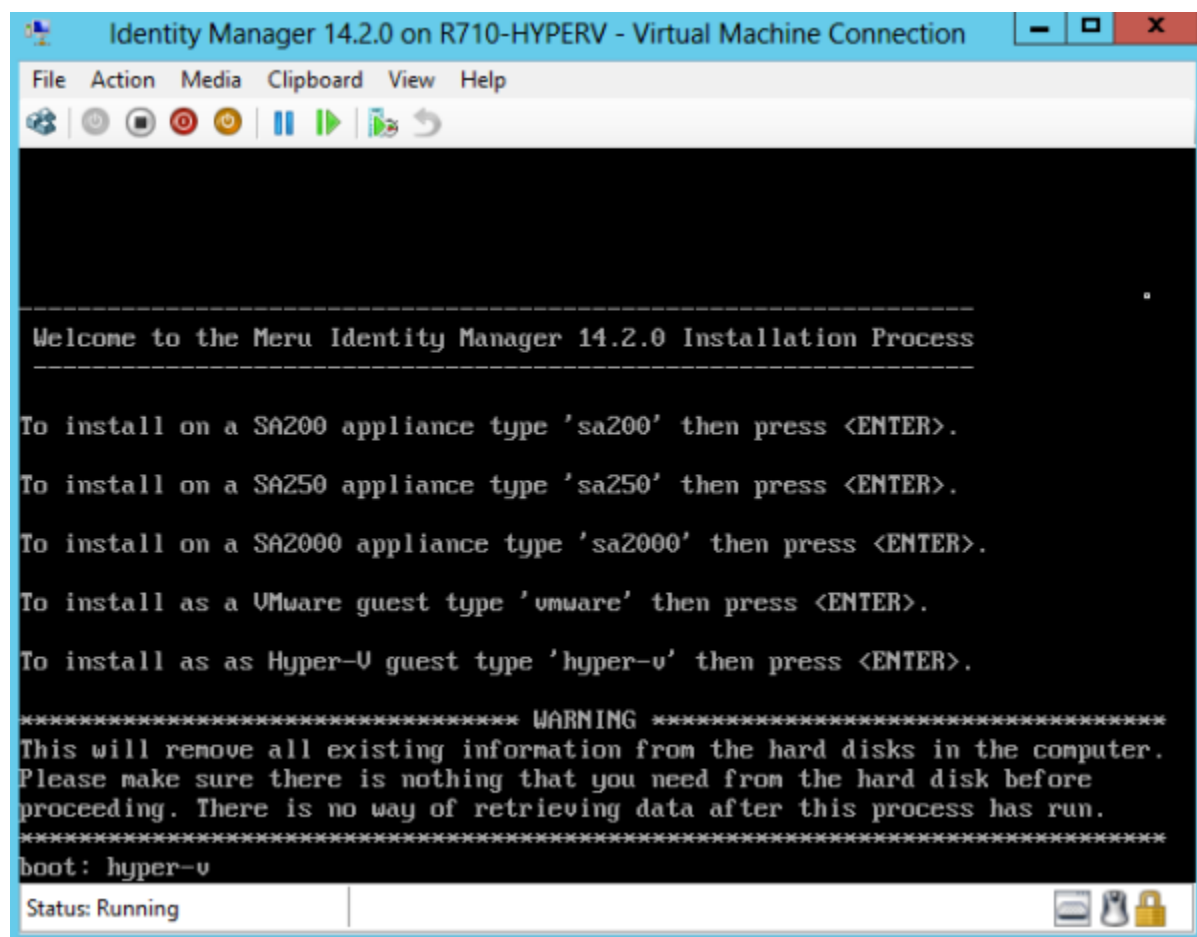 Identity Manager 14.2.0 on R710-HYPERV - Virtual Machine Connection
File Action Media Clipboard View Help
Welcome to the Meru Identity Manager 14.2.0 Installation Process
To install on a SA200 appliance type 'sa200' then press <ENTER>.
To install on a SA250 appliance type 'sa250' then press <ENTER>.
To install on a SA2000 appliance type 'sa2000' then press <ENTER>.
To install as a VMware guest type 'vmware' then press <ENTER>.
To install as as Hyper-V guest type 'hyper-v' then press <ENTER>.
********************************** WARNING ***********************************
This will remove all existing information from the hard disks in the computer.
Please make sure there is nothing that you need from the hard disk before
proceeding. There is no way of retrieving data after this process has run.
******************************************************************************
boot: hyper-v
Status: Running